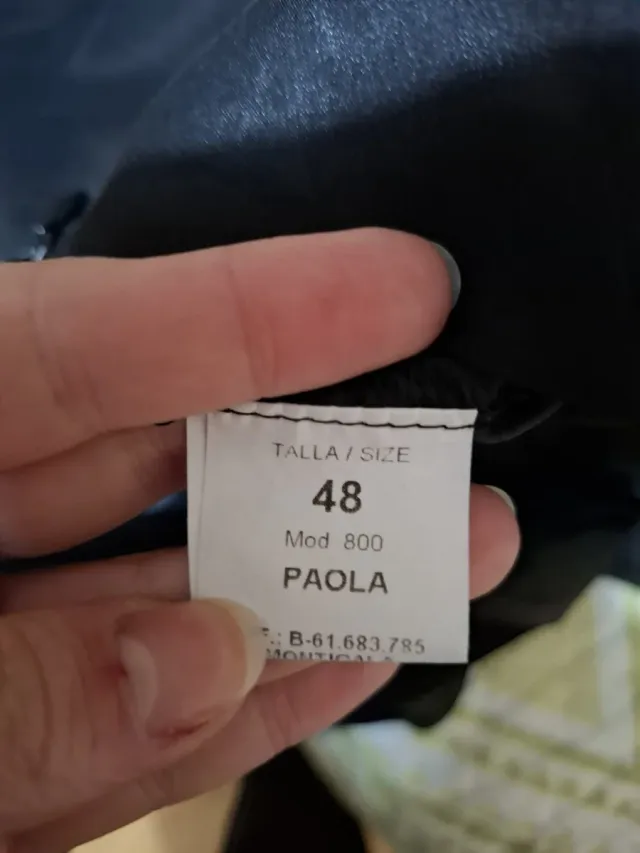 TALLA / SIZE
48
Mod 800
PAOLA
F.: B-61.683.785